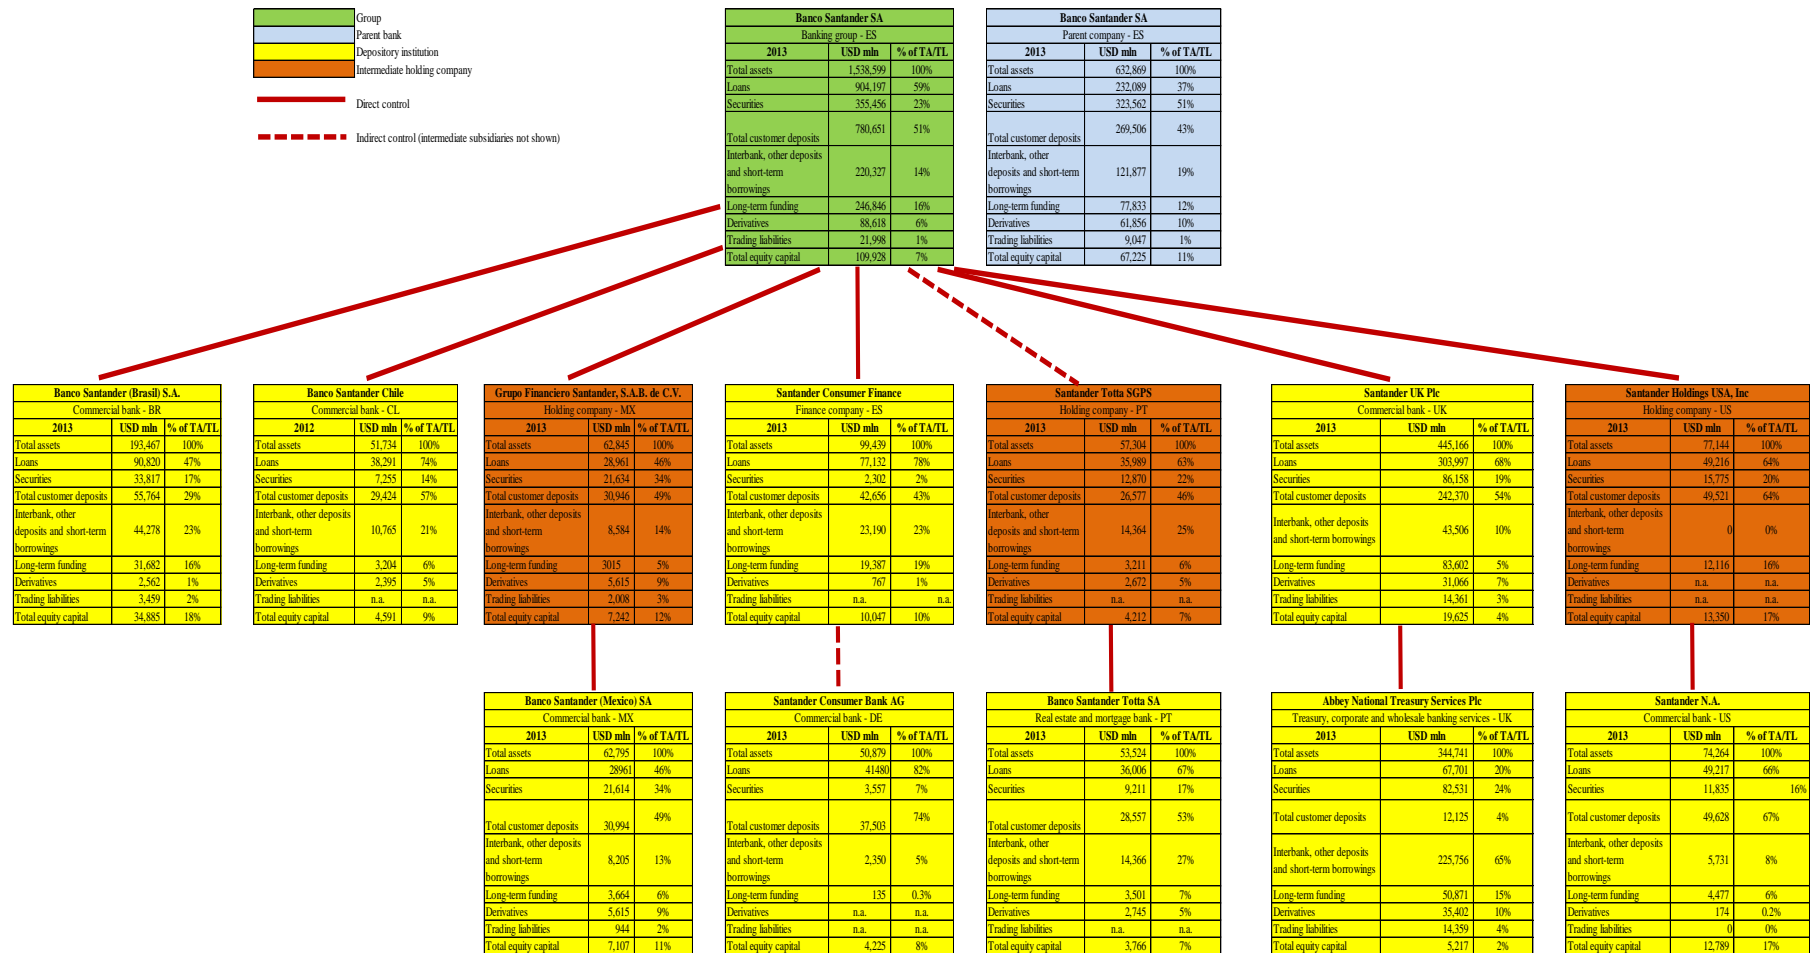 Group
Parent bank
Depository institution
Intermediate holding company
Direct control
Indirect control (intermediate subsidiaries not shown)
Banco Santander SA
Banking group - ES
2013 USD mln % of TA/TL
Total assets 1,538,599 100%
Loans 904,197 59%
Securities 355,456 23%
Total customer deposits 780,651 51%
Interbank, other deposits
and short-term 220,327 14%
borrowings
Long-term funding 246,846 16%
Derivatives 88,618 6%
Trading liabilities 21,998 1%
Total equity capital 109,928 7%
Banco Santander SA
Parent company - ES
2013 USD mln % of TA/TL
Total assets 632,869 100%
Loans 232,089 37%
Securities 323,562 51%
Total customer deposits 269,506 43%
Interbank, other
deposits and short-term 121,877 19%
borrowings
Long-term funding 77,833 12%
Derivatives 61,856 10%
Trading liabilities 9,047 1%
Total equity capital 67,225 11%
Banco Santander (Brasil) S.A.
Commercial bank - BR
2013 USD mln % of TA/TL
Total assets 193,467 100%
Loans 90,820 47%
Securities 33,817 17%
Total customer deposits 55,764 29%
Interbank, other
deposits and short-term 44,278 23%
borrowings
Long-term funding 31,682 16%
Derivatives 2,562 1%
Trading liabilities 3,459 2%
Total equity capital 34,885 18%
Banco Santander Chile
Commercial bank - CL
2012 USD mln % of TA/TL
Total assets 51,734 100%
Loans 38,291 74%
Securities 7,255 14%
Total customer deposits 29,424 57%
Interbank, other deposits
and short-term 10,765 21%
borrowings
Long-term funding 3,204 6%
Derivatives 2,395 5%
Trading liabilities n.a. n.a.
Total equity capital 4,591 9%
Grupo Financiero Santander, S.A.B. de C.V.
Holding company - MX
2013 USD mln % of TA/TL
Total assets 62,845 100%
Loans 28,961 46%
Securities 21,634 34%
Total customer deposits 30,946 49%
Interbank, other deposits
and short-term 8,584 14%
borrowings
Long-term funding 3015 5%
Derivatives 5,615 9%
Trading liabilities 2,008 3%
Total equity capital 7,242 12%
Santander Consumer Finance
Finance company - ES
2013 USD mln % of TA/TL
Total assets 99,439 100%
Loans 77,132 78%
Securities 2,302 2%
Total customer deposits 42,656 43%
Interbank, other deposits
and short-term 23,190 23%
borrowings
Long-term funding 19,387 19%
Derivatives 767 1%
Trading liabilities n.a. n.a.
Total equity capital 10,047 10%
Santander Totta SGPS
Holding company - PT
2013 USD mln % of TA/TL
Total assets 57,304 100%
Loans 35,989 63%
Securities 12,870 22%
Total customer deposits 26,577 46%
Interbank, other
deposits and short-term 14,364 25%
borrowings
Long-term funding 3,211 6%
Derivatives 2,672 5%
Trading liabilities n.a. n.a.
Total equity capital 4,212 7%
Santander UK Plc
Commercial bank - UK
2013 USD mln % of TA/TL
Total assets 445,166 100%
Loans 303,997 68%
Securities 86,158 19%
Total customer deposits 242,370 54%
Interbank, other deposits
and short-term borrowings 43,506 10%
Long-term funding 83,602 5%
Derivatives 31,066 7%
Trading liabilities 14,361 3%
Total equity capital 19,625 4%
Santander Holdings USA, Inc
Holding company - US
2013 USD mln % of TA/TL
Total assets 77,144 100%
Loans 49,216 64%
Securities 15,775 20%
Total customer deposits 49,521 64%
Interbank, other deposits
and short-term 0 0%
borrowings
Long-term funding 12,116 16%
Derivatives n.a. n.a.
Trading liabilities n.a. n.a.
Total equity capital 13,350 17%
Banco Santander (Mexico) SA
Commercial bank - MX
2013 USD mln % of TA/TL
Total assets 62,795 100%
Loans 28961 46%
Securities 21,614 34%
Total customer deposits 30,994 49%
Interbank, other deposits
and short-term 8,205 13%
borrowings
Long-term funding 3,664 6%
Derivatives 5,615 9%
Trading liabilities 944 2%
Total equity capital 7,107 11%
Santander Consumer Bank AG
Commercial bank - DE
2013 USD mln % of TA/TL
Total assets 50,879 100%
Loans 41480 82%
Securities 3,557 7%
Total customer deposits 37,503 74%
Interbank, other deposits
and short-term 2,350 5%
borrowings
Long-term funding 135 0.3%
Derivatives n.a. n.a.
Trading liabilities n.a. n.a.
Total equity capital 4,225 8%
Banco Santander Totta SA
Real estate and mortgage bank - PT
2013 USD mln % of TA/TL
Total assets 53,524 100%
Loans 36,006 67%
Securities 9,211 17%
Total customer deposits 28,557 53%
Interbank, other
deposits and short-term 14,366 27%
borrowings
Long-term funding 3,501 7%
Derivatives 2,745 5%
Trading liabilities n.a. n.a.
Total equity capital 3,766 7%
Abbey National Treasury Services Plc
Treasury, corporate and wholesale banking services - UK
2013 USD mln % of TA/TL
Total assets 344,741 100%
Loans 67,701 20%
Securities 82,531 24%
Total customer deposits 12,125 4%
Interbank, other deposits
and short-term borrowings 225,756 65%
Long-term funding 50,871 15%
Derivatives 35,402 10%
Trading liabilities 14,359 4%
Total equity capital 5,217 2%
Santander N.A.
Commercial bank - US
2013 USD mln % of TA/TL
Total assets 74,264 100%
Loans 49,217 66%
Securities 11,835 16%
Total customer deposits 49,628 67%
Interbank, other deposits
and short-term 5,731 8%
borrowings
Long-term funding 4,477 6%
Derivatives 174 0.2%
Trading liabilities 0 0%
Total equity capital 12,789 17%